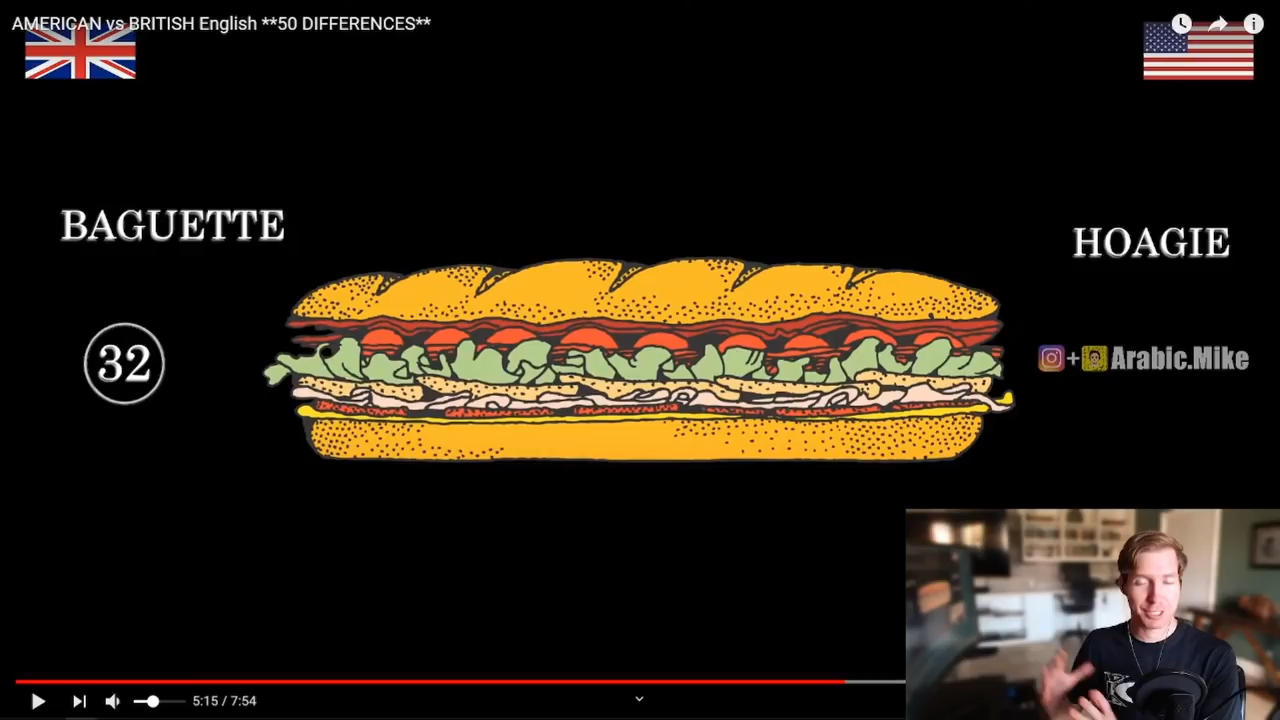 AMERICAN vs BRITISH English **50 DIFFERENCES**
BAGUETTE
HOAGIE
32
+ Arabic.Mike
5:15 / 7:54